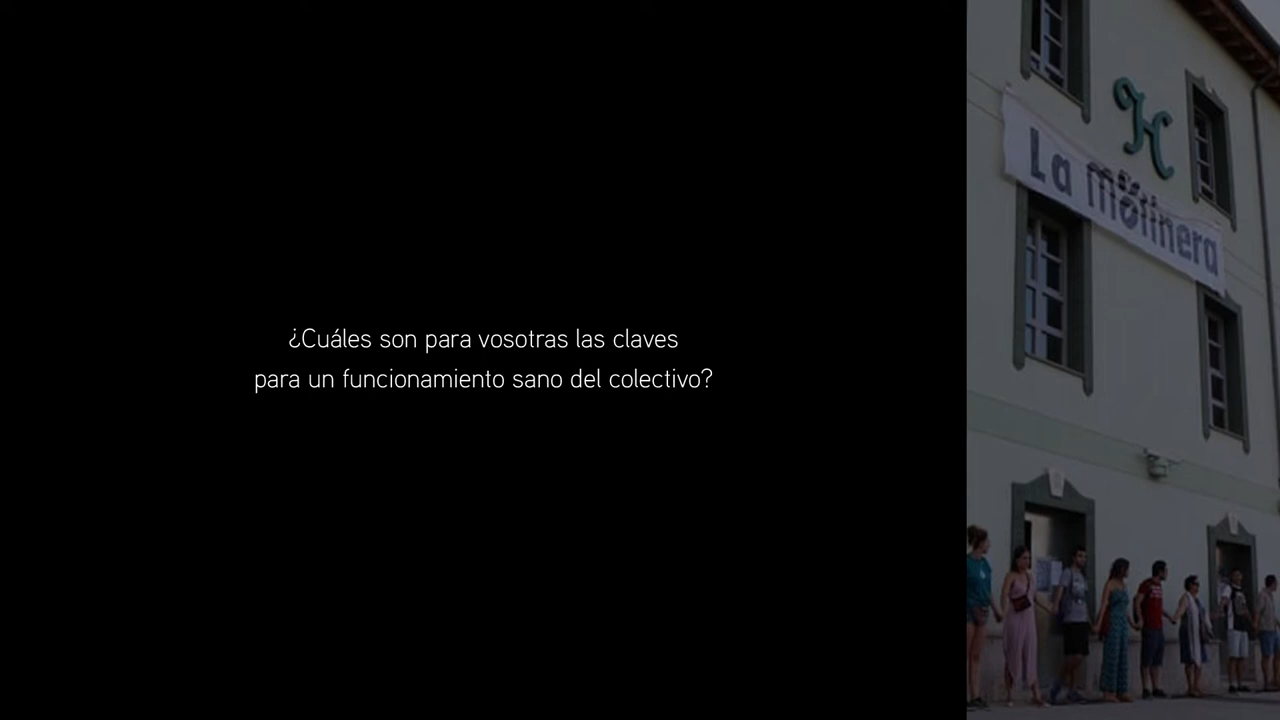 ¿Cuáles son para vosotras las claves
para un funcionamiento sano del colectivo?
H
La molinera